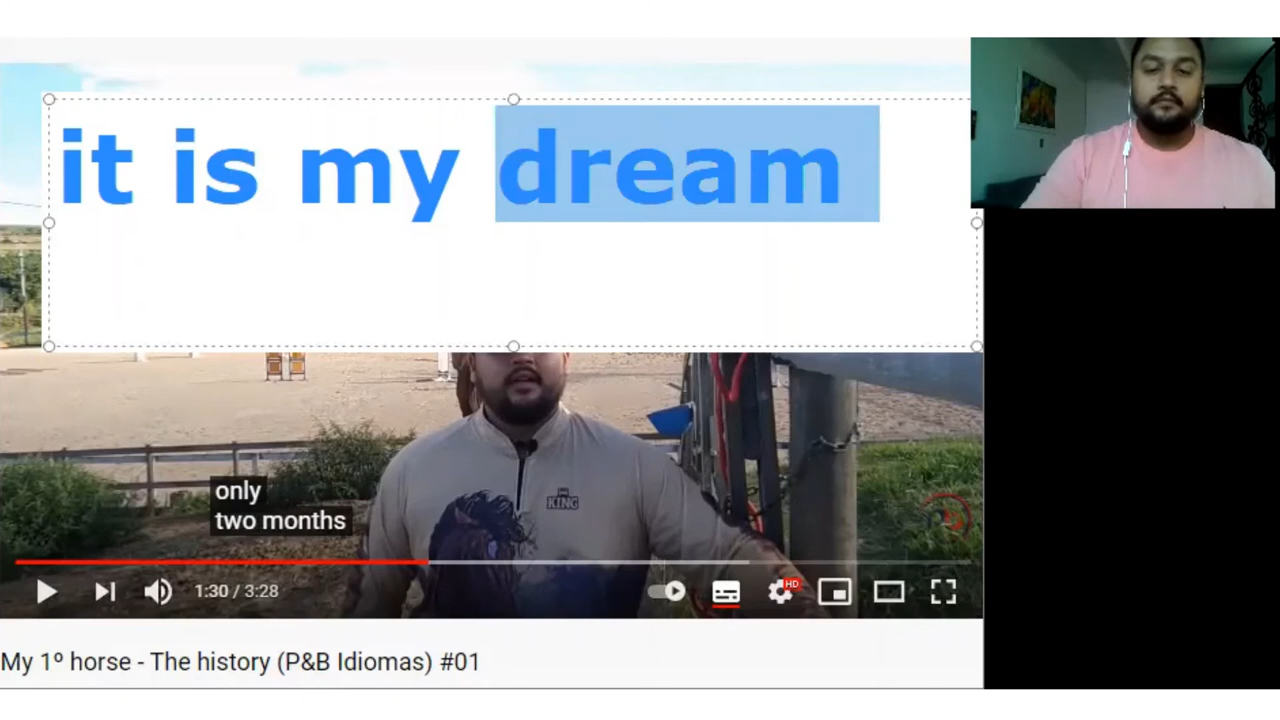 it is my dream
KING
only
two months
1:30 / 3:28
HD
My 1º horse - The history (P&B Idiomas) #01